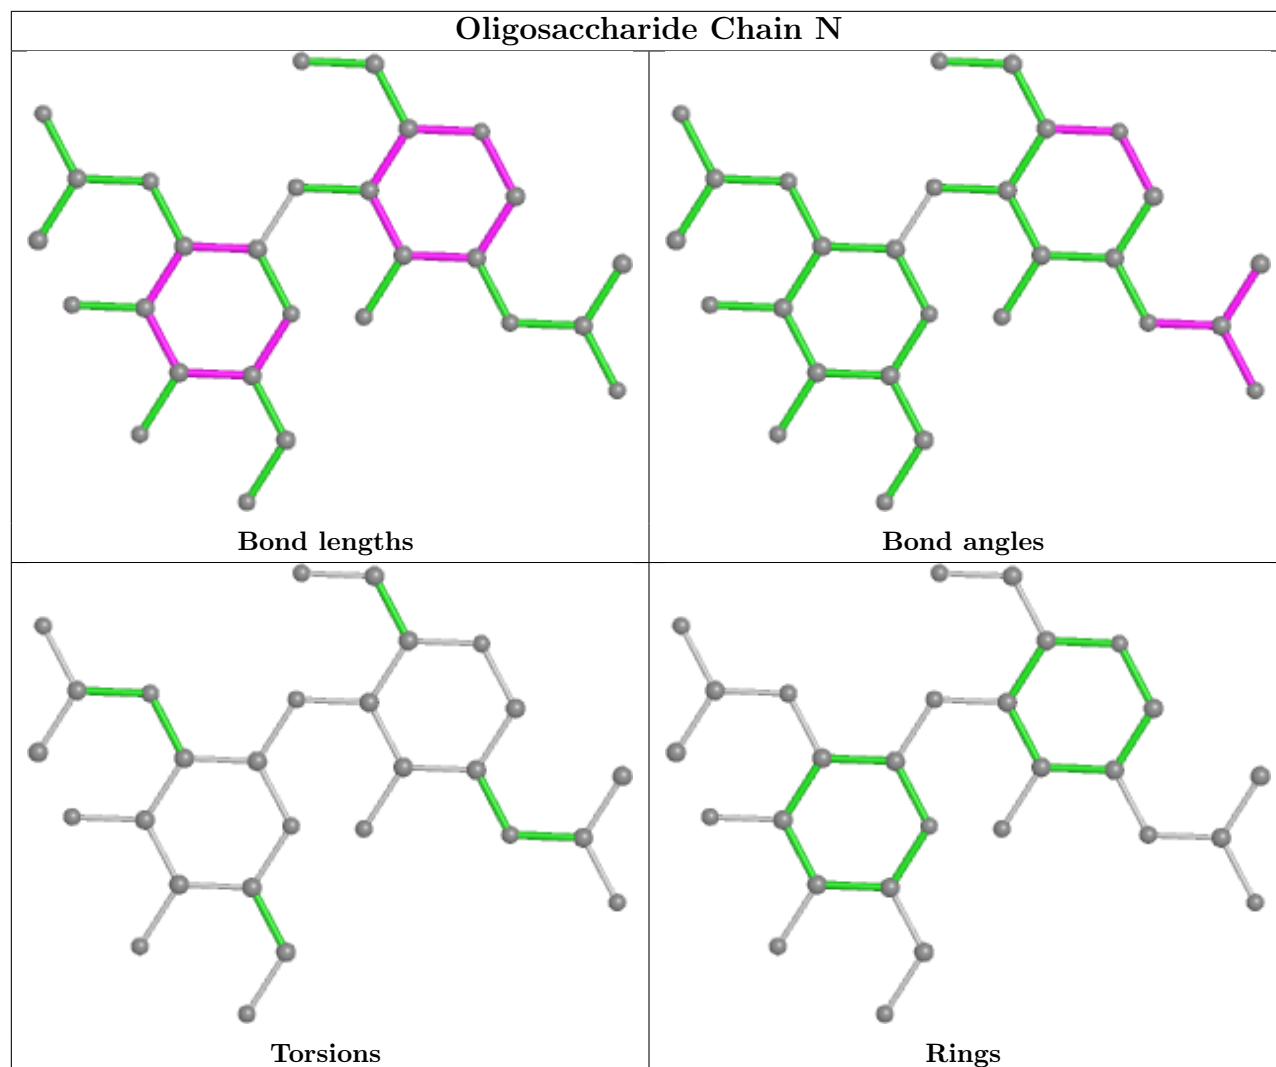 Oligosaccharide Chain N
Bond lengths
Bond angles
Torsions
Rings